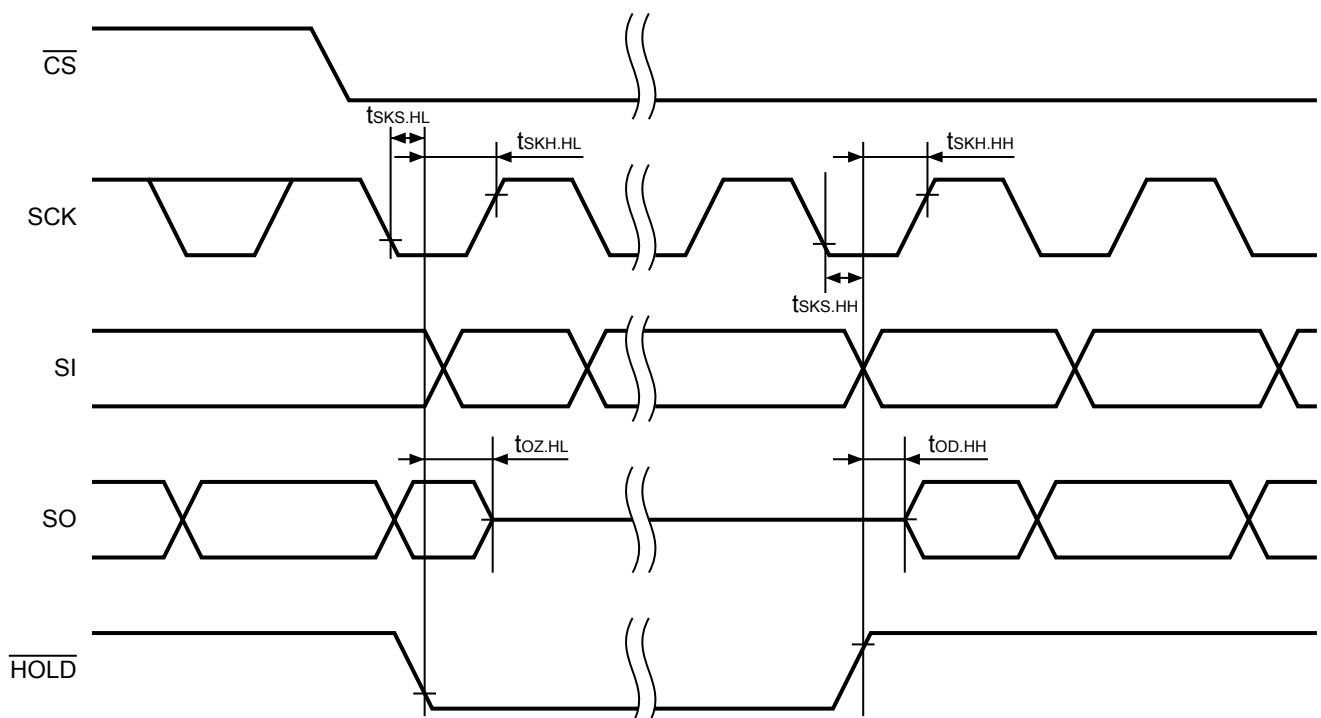 CS
tSKS.HL
tSKH.HL
tSKH.HH
SCK
tSKS.HH
SI
tOZ.HL
tOD.HH
SO
HOLD